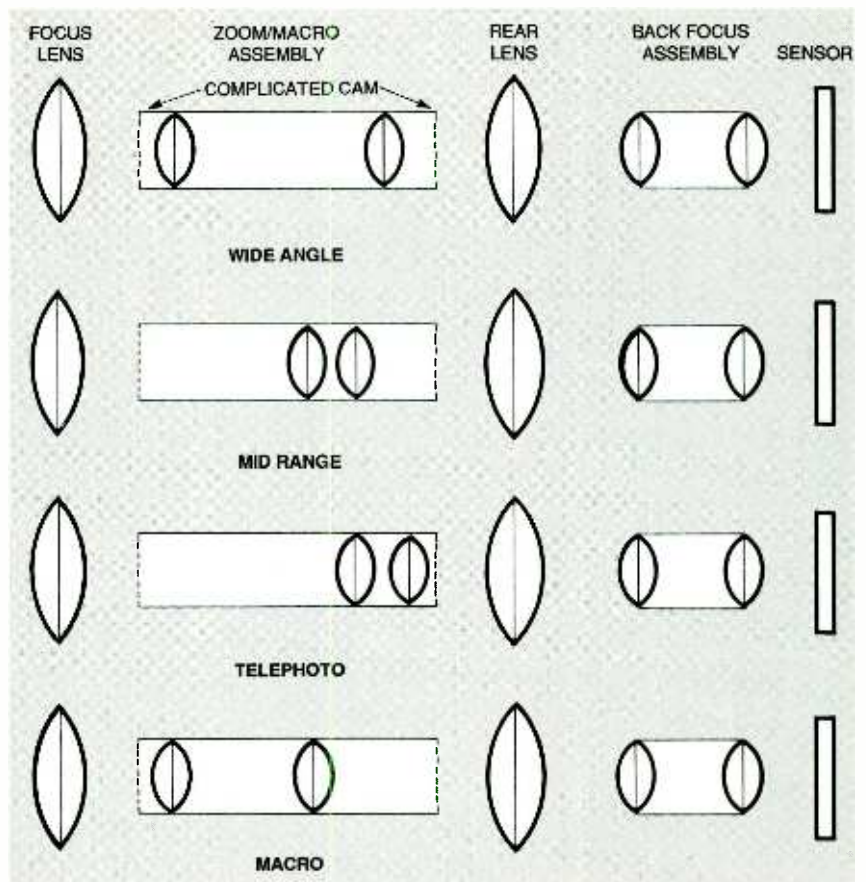 FOCUS LENS
ZOOM/MACRO ASSEMBLY
REAR LENS
BACK FOCUS ASSEMBLY
SENSOR
COMPLICATED CAM
WIDE ANGLE
MID RANGE
TELEPHOTO
MACRO